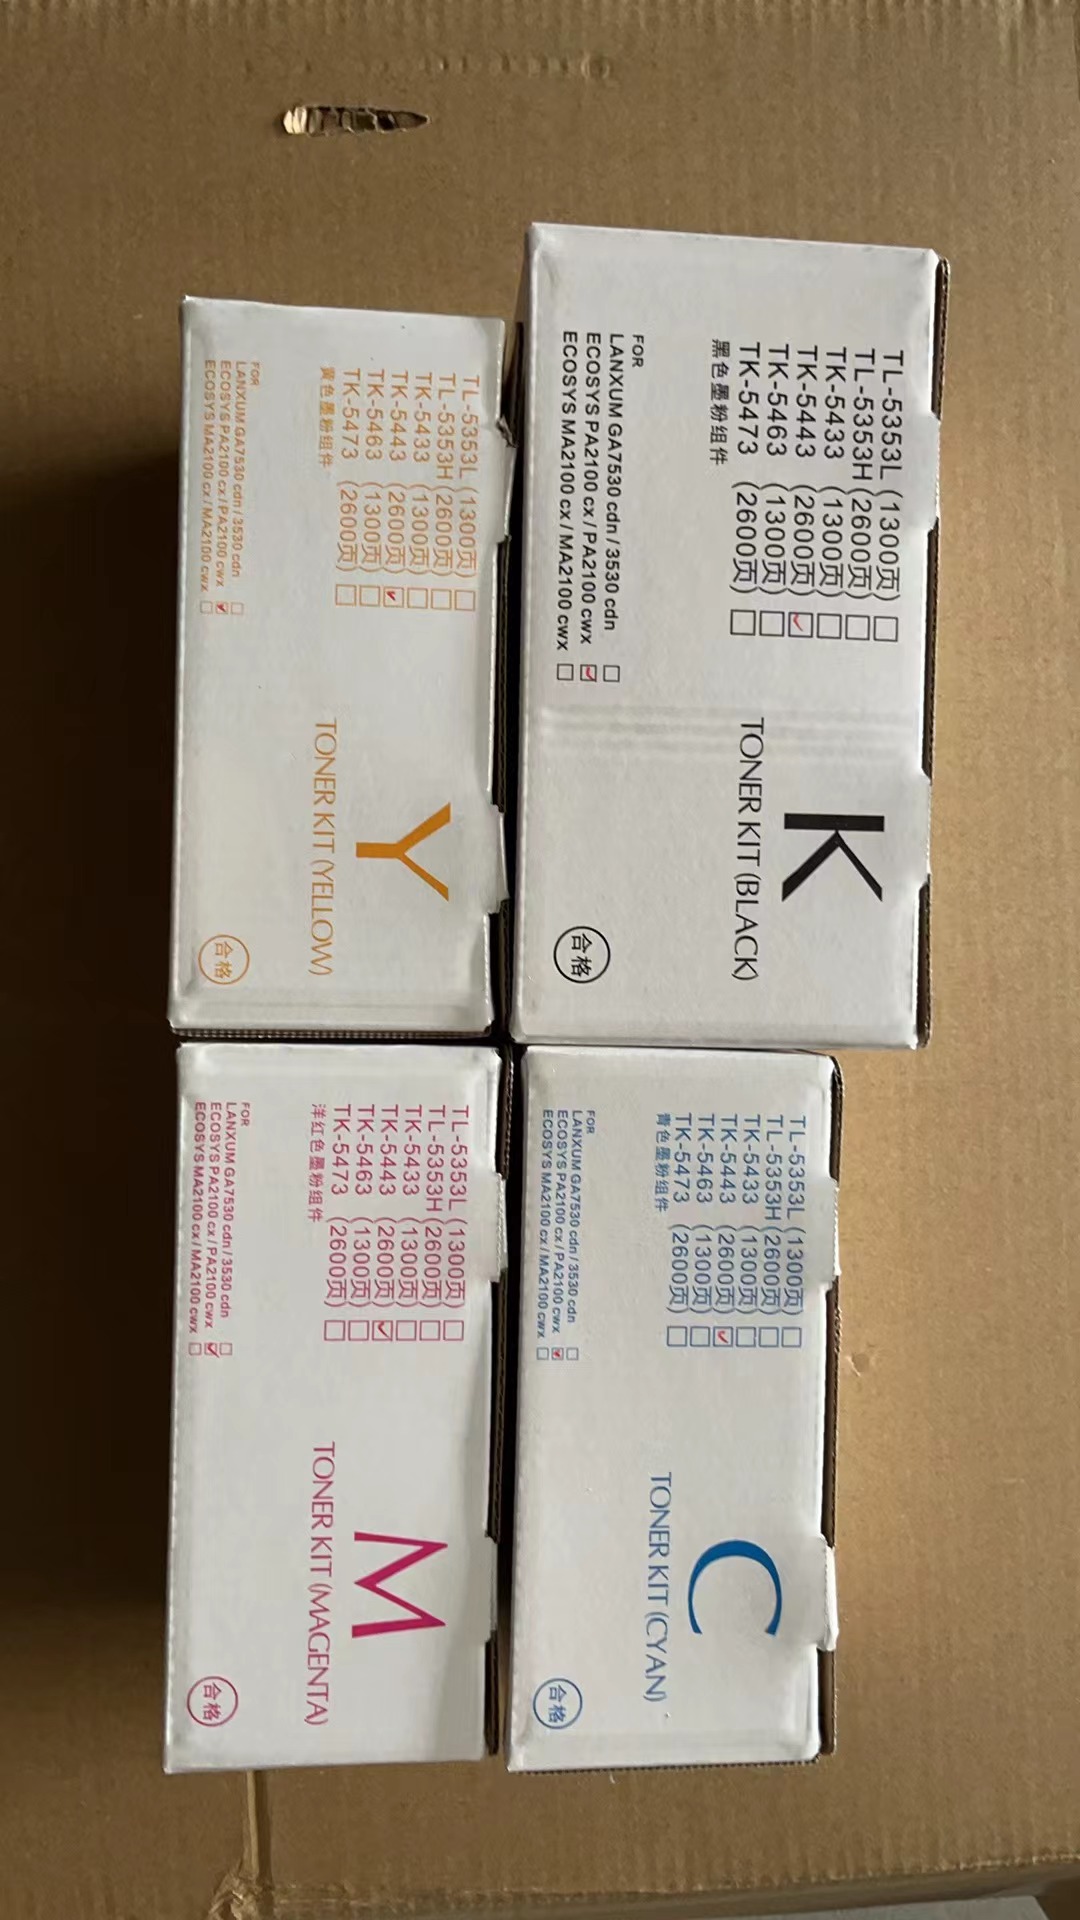 TL-5353L (1300页)
TL-5353H (2600页)
TK-5433 (1300页)
TK-5443 (2600页)
TK-5463 (1300页)
TK-5473 (2600页)
黑色墨粉组件
FOR
LANXUM GA7530 cdn / 3530 cdn
ECOSYS PA2100 cx / PA2100 cwx
ECOSYS MA2100 cx / MA2100 cwx
K
TONER KIT (BLACK)
合格
TL-5353L (1300页)
TL-5353H (2600页)
TK-5433 (1300页)
TK-5443 (2600页)
TK-5463 (1300页)
TK-5473 (2600页)
黄色墨粉组件
FOR
LANXUM GA7530 cdn / 3530 cdn
ECOSYS PA2100 cx / PA2100 cwx
ECOSYS MA2100 cx / MA2100 cwx
Y
TONER KIT (YELLOW)
合格
TL-5353L (1300页)
TL-5353H (2600页)
TK-5433 (1300页)
TK-5443 (2600页)
TK-5463 (1300页)
TK-5473 (2600页)
青色墨粉组件
FOR
LANXUM GA7530 cdn / 3530 cdn
ECOSYS PA2100 cx / PA2100 cwx
ECOSYS MA2100 cx / MA2100 cwx
C
TONER KIT (CYAN)
合格
TL-5353L (1300页)
TL-5353H (2600页)
TK-5433 (1300页)
TK-5443 (2600页)
TK-5463 (1300页)
TK-5473 (2600页)
洋红色墨粉组件
FOR
LANXUM GA7530 cdn / 3530 cdn
ECOSYS PA2100 cx / PA2100 cwx
ECOSYS MA2100 cx / MA2100 cwx
M
TONER KIT (MAGENTA)
合格